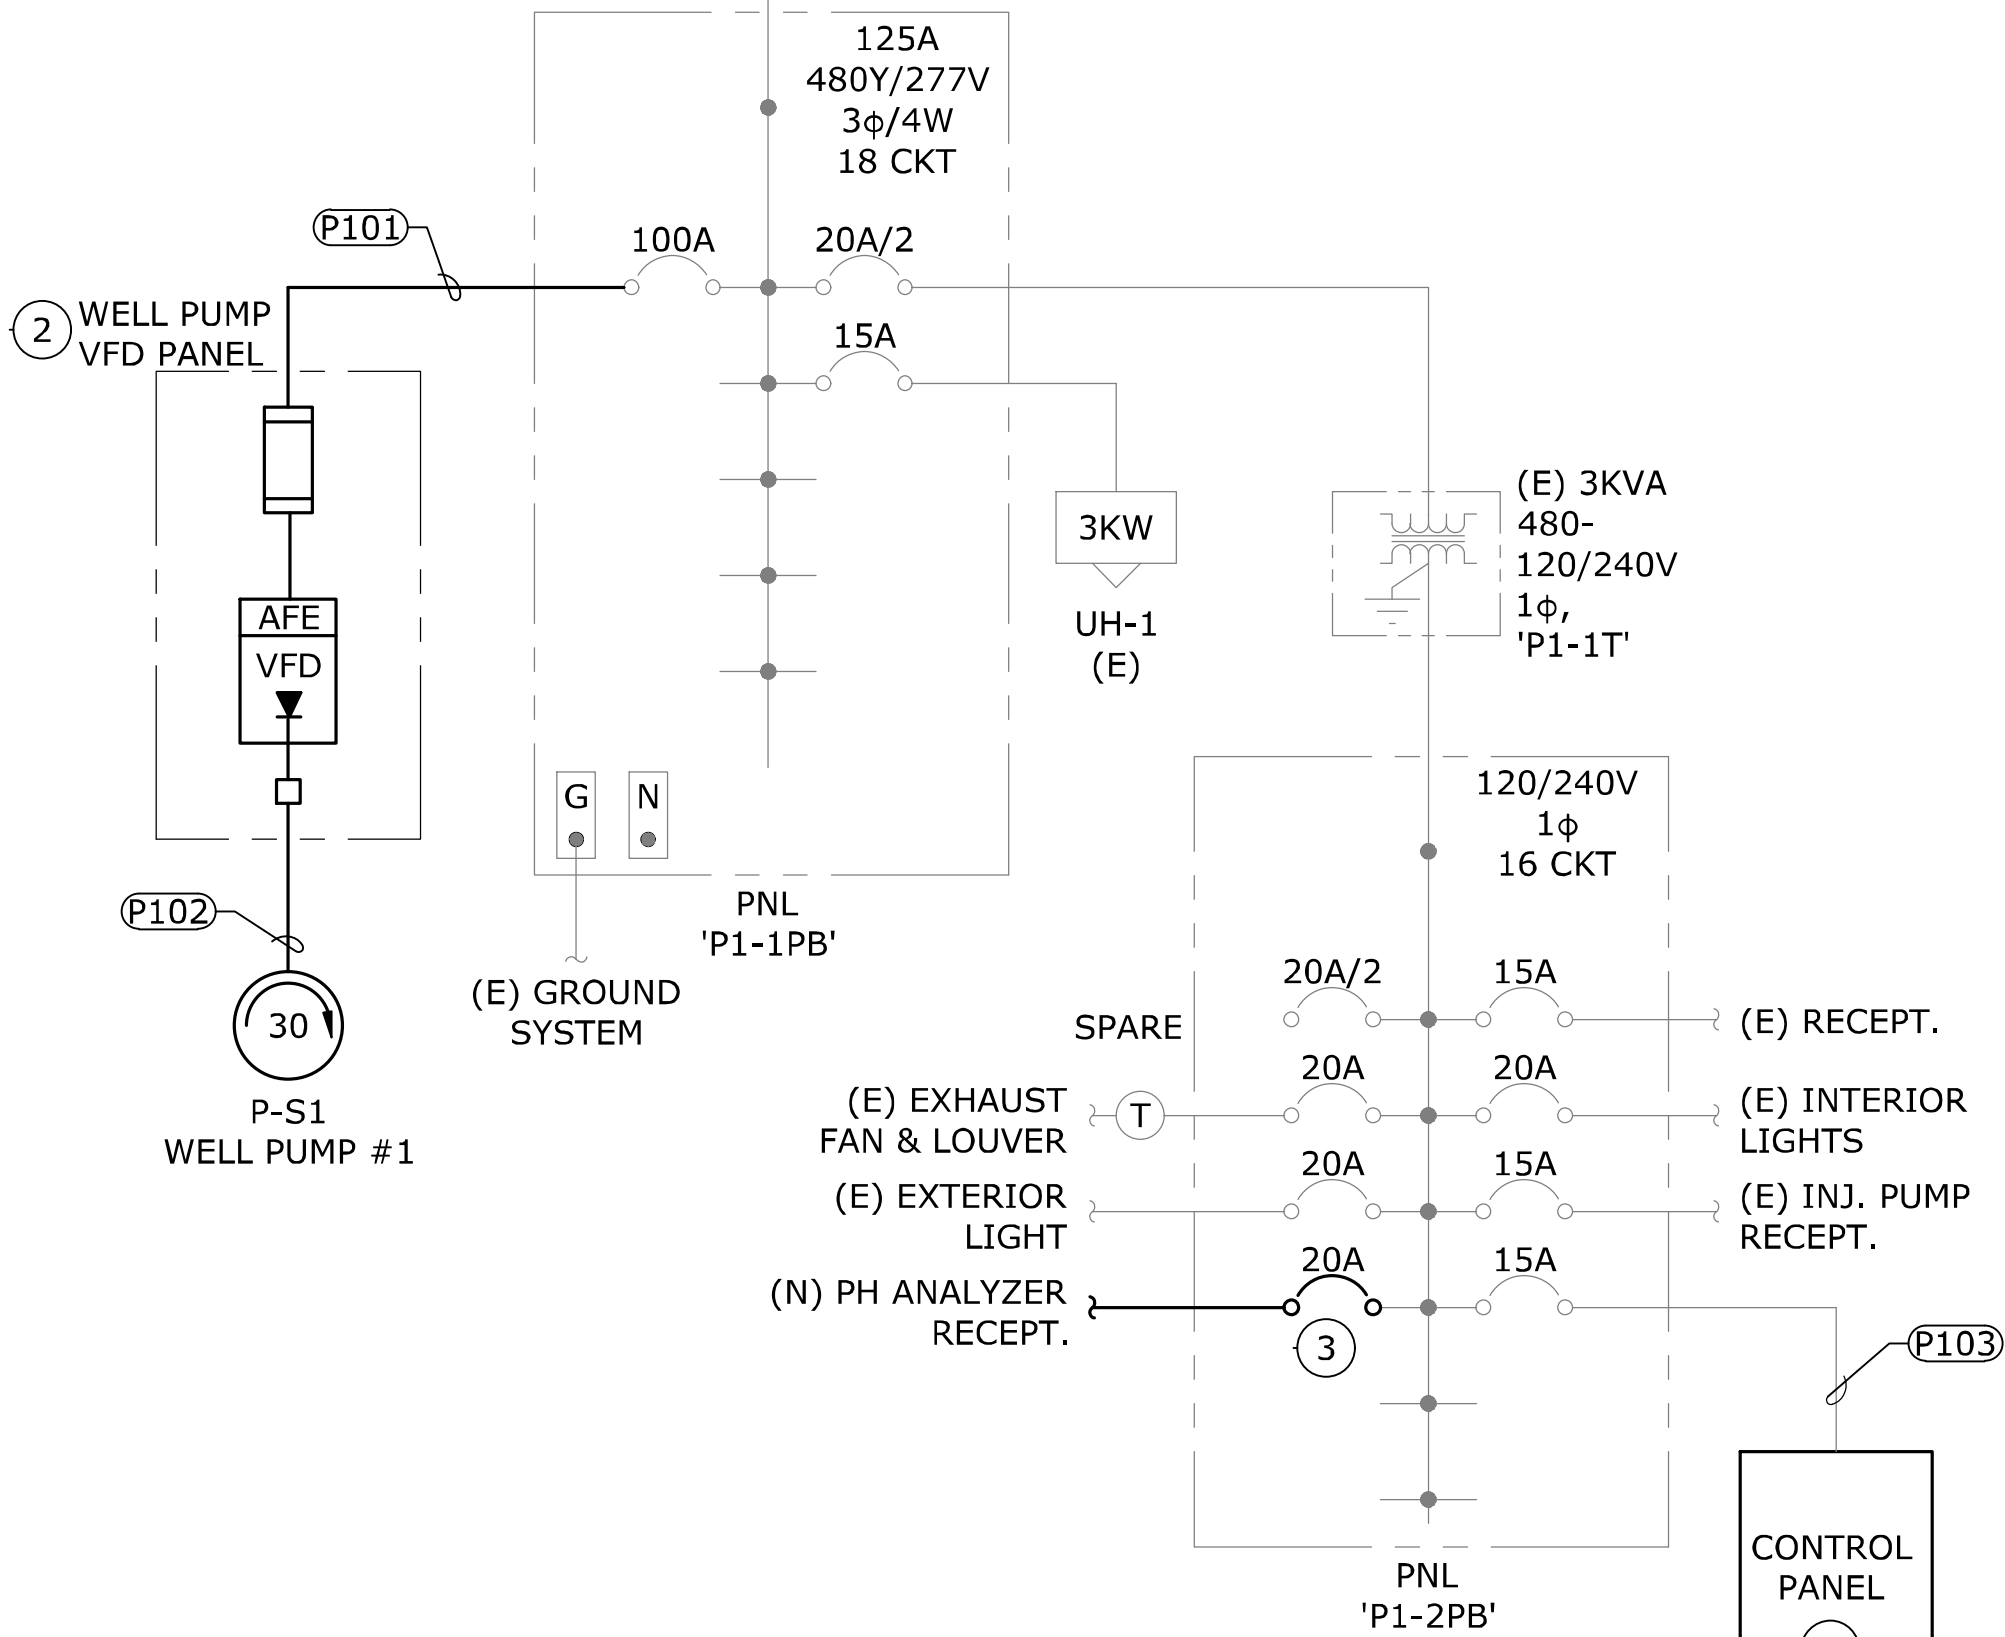 125A
480Y/277V
3ϕ/4W
18 CKT
P101
100A
20A/2
15A
2
WELL PUMP
VFD PANEL
AFE
VFD
P102
30
P-S1
WELL PUMP #1
G
N
PNL
'P1-1PB'
(E) GROUND
SYSTEM
3KW
UH-1
(E)
(E) 3KVA
480-
120/240V
1ϕ,
'P1-1T'
120/240V
1ϕ
16 CKT
20A/2
15A
SPARE
(E) RECEPT.
20A
20A
(E) EXHAUST
FAN & LOUVER
T
(E) INTERIOR
LIGHTS
20A
15A
(E) EXTERIOR
LIGHT
(E) INJ. PUMP
RECEPT.
20A
15A
(N) PH ANALYZER
RECEPT.
3
P103
CONTROL
PANEL
PNL
'P1-2PB'